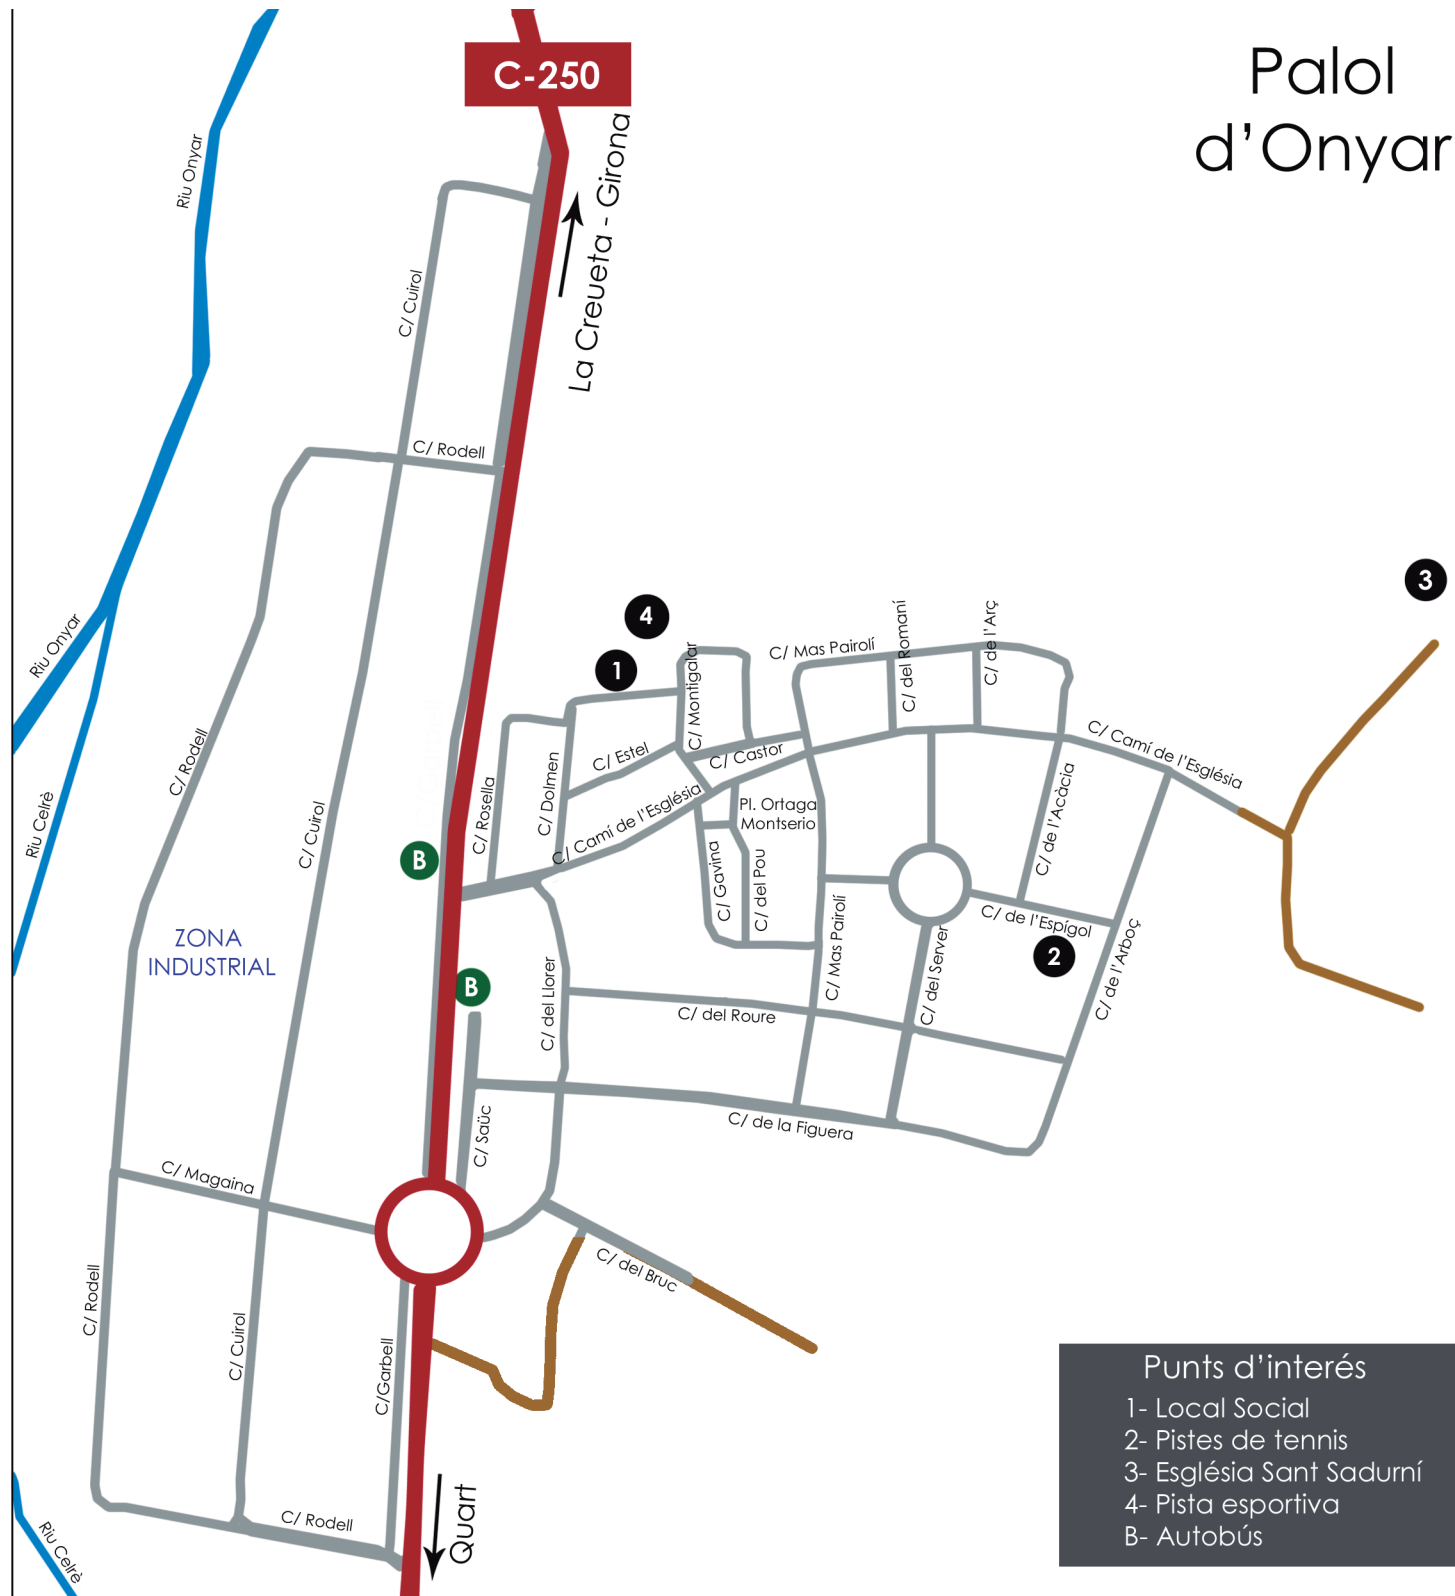 C-250
Palol
d'Onyar
La Creueta - Girona
Riu Onyar
C/ Cuirol
C/ Rodell
Riu Onyar
Riu Celrè
C/ Rodell
C/ Cuirol
ZONA
INDUSTRIAL
4
1
3
C/ Montigalar
C/ Mas Pairolí
C/ del Romaní
C/ de l'Arç
C/ Estel
C/ Castor
C/ Camí de l'Església
C/ Dolmen
C/ Rosella
C/ Camí de l'Església
Pl. Ortaga
Montserio
C/ de l'Acàcia
B
C/ Gavina
C/ del Pou
C/ Mas Pairolí
C/ de l'Espígol
2
C/ del Server
C/ de l'Arboç
B
C/ del Llorer
C/ del Roure
C/ Saüc
C/ de la Figuera
C/ Magaina
C/ del Bruc
C/ Rodell
C/ Cuirol
C/Garbell
C/ Rodell
Quart
Riu Celrè
Punts d'interés
1- Local Social
2- Pistes de tennis
3- Església Sant Sadurní
4- Pista esportiva
B- Autobús